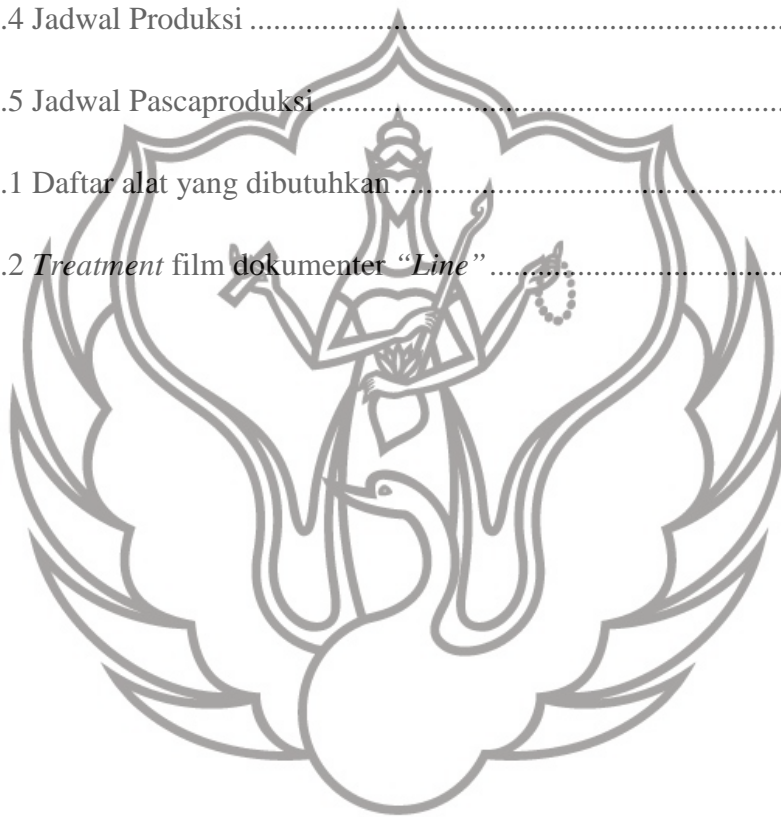 .4 Jadwal Produksi ..........................................................................
.5 Jadwal Pascaproduksi .................................................................
.1 Daftar alat yang dibutuhkan ........................................................
.2 Treatment film dokumenter “Line” ............................................